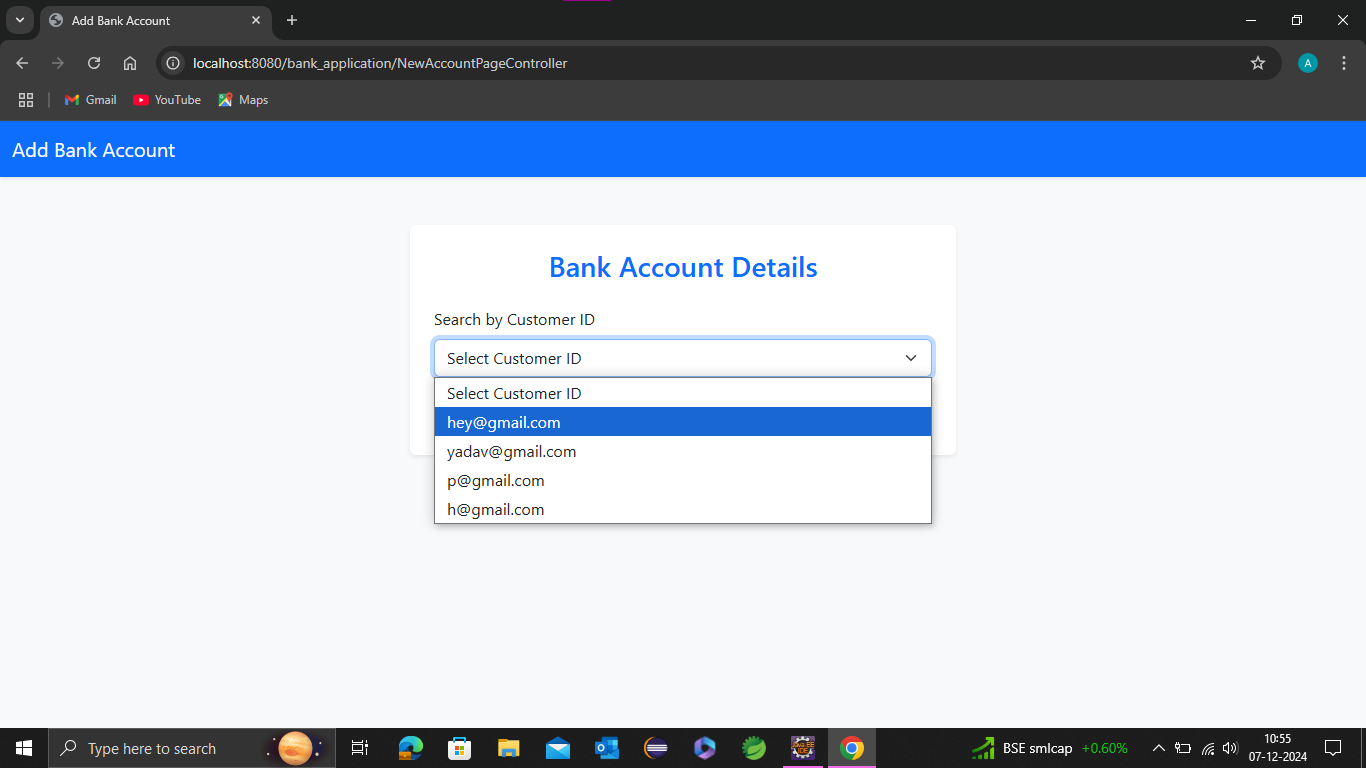 Add Bank Account
localhost:8080/bank_application/NewAccountPageController
A
Gmail YouTube Maps
Add Bank Account
Bank Account Details
Search by Customer ID
Select Customer ID
Select Customer ID
hey@gmail.com
yadav@gmail.com
p@gmail.com
h@gmail.com
Type here to search
BSE smlcap +0.60%
10:55
07-12-2024